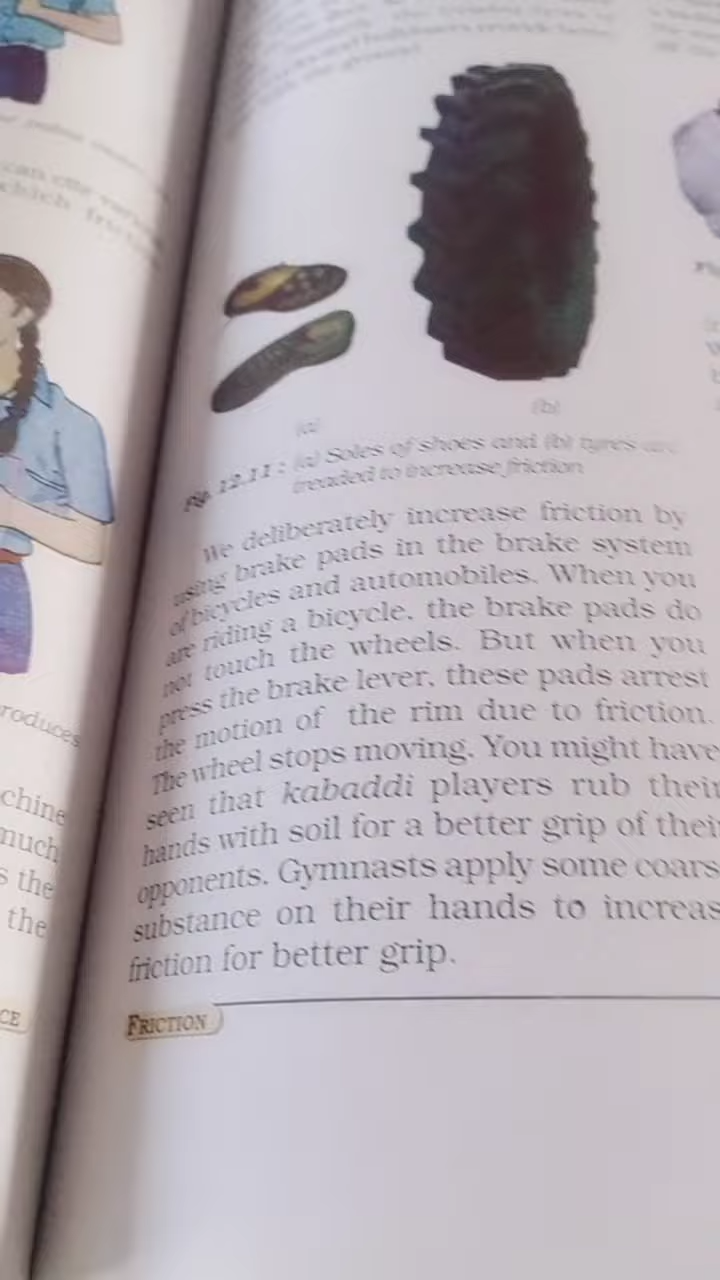 can cite
which
roduces
chine
much
s the
the
CE
(a)
(b)
Fig. 12.11 : (a) Soles of shoes and (b) tyres are
treaded to increase friction
We deliberately increase friction by
using brake pads in the brake system
of bicycles and automobiles. When you
are riding a bicycle, the brake pads do
not touch the wheels. But when you
press the brake lever, these pads arrest
the motion of the rim due to friction.
The wheel stops moving. You might have
seen that kabaddi players rub their
hands with soil for a better grip of their
opponents. Gymnasts apply some coars
substance on their hands to increas
friction for better grip.
FRICTION